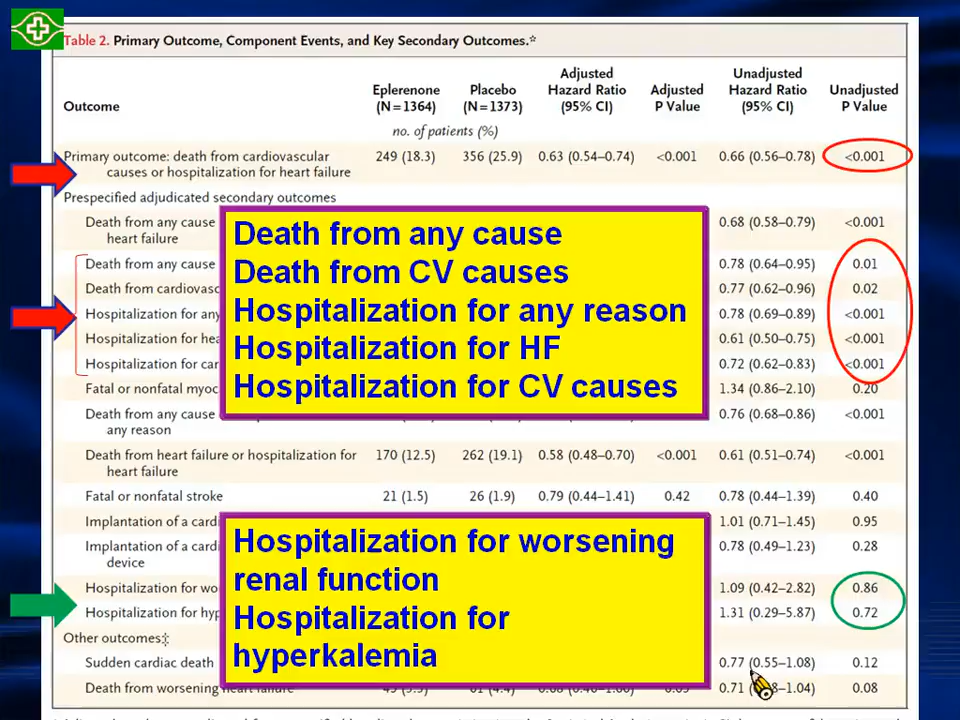 Table 2. Primary Outcome, Component Events, and Key Secondary Outcomes.*
Outcome Eplerenone (N=1364) Placebo (N=1373) Adjusted Hazard Ratio (95% CI) Adjusted P Value Unadjusted Hazard Ratio (95% CI) Unadjusted P Value
no. of patients (%)
Primary outcome: death from cardiovascular 249 (18.3) 356 (25.9) 0.63 (0.54–0.74) <0.001 0.66 (0.56–0.78) <0.001
causes or hospitalization for heart failure
Prespecified adjudicated secondary outcomes
Death from any cause 0.68 (0.58–0.79) <0.001
heart failure
Death from any cause 0.78 (0.64–0.95) 0.01
Death from 0.77 (0.62–0.96) 0.02
Hospitalization for any 0.78 (0.69–0.89) <0.001
Hospitalization for 0.61 (0.50–0.75) <0.001
Hospitalization for 0.72 (0.62–0.83) <0.001
Fatal or nonfatal 1.34 (0.86–2.10) 0.20
Death from any cause 0.76 (0.68–0.86) <0.001
any reason
Death from heart failure or hospitalization for 170 (12.5) 262 (19.1) 0.58 (0.48–0.70) <0.001 0.61 (0.51–0.74) <0.001
heart failure
Fatal or nonfatal stroke 21 (1.5) 26 (1.9) 0.79 (0.44–1.41) 0.42 0.78 (0.44–1.39) 0.40
Implantation of a 1.01 (0.71–1.45) 0.95
Implantation of a 0.78 (0.49–1.23) 0.28
device
Hospitalization for 1.09 (0.42–2.82) 0.86
Hospitalization for 1.31 (0.29–5.87) 0.72
Other outcomes‡
Sudden cardiac death 0.77 (0.55–1.08) 0.12
Death from worsening heart failure 0.71 0.08
Death from any cause
Death from CV causes
Hospitalization for any reason
Hospitalization for HF
Hospitalization for CV causes
Hospitalization for worsening
renal function
Hospitalization for
hyperkalemia